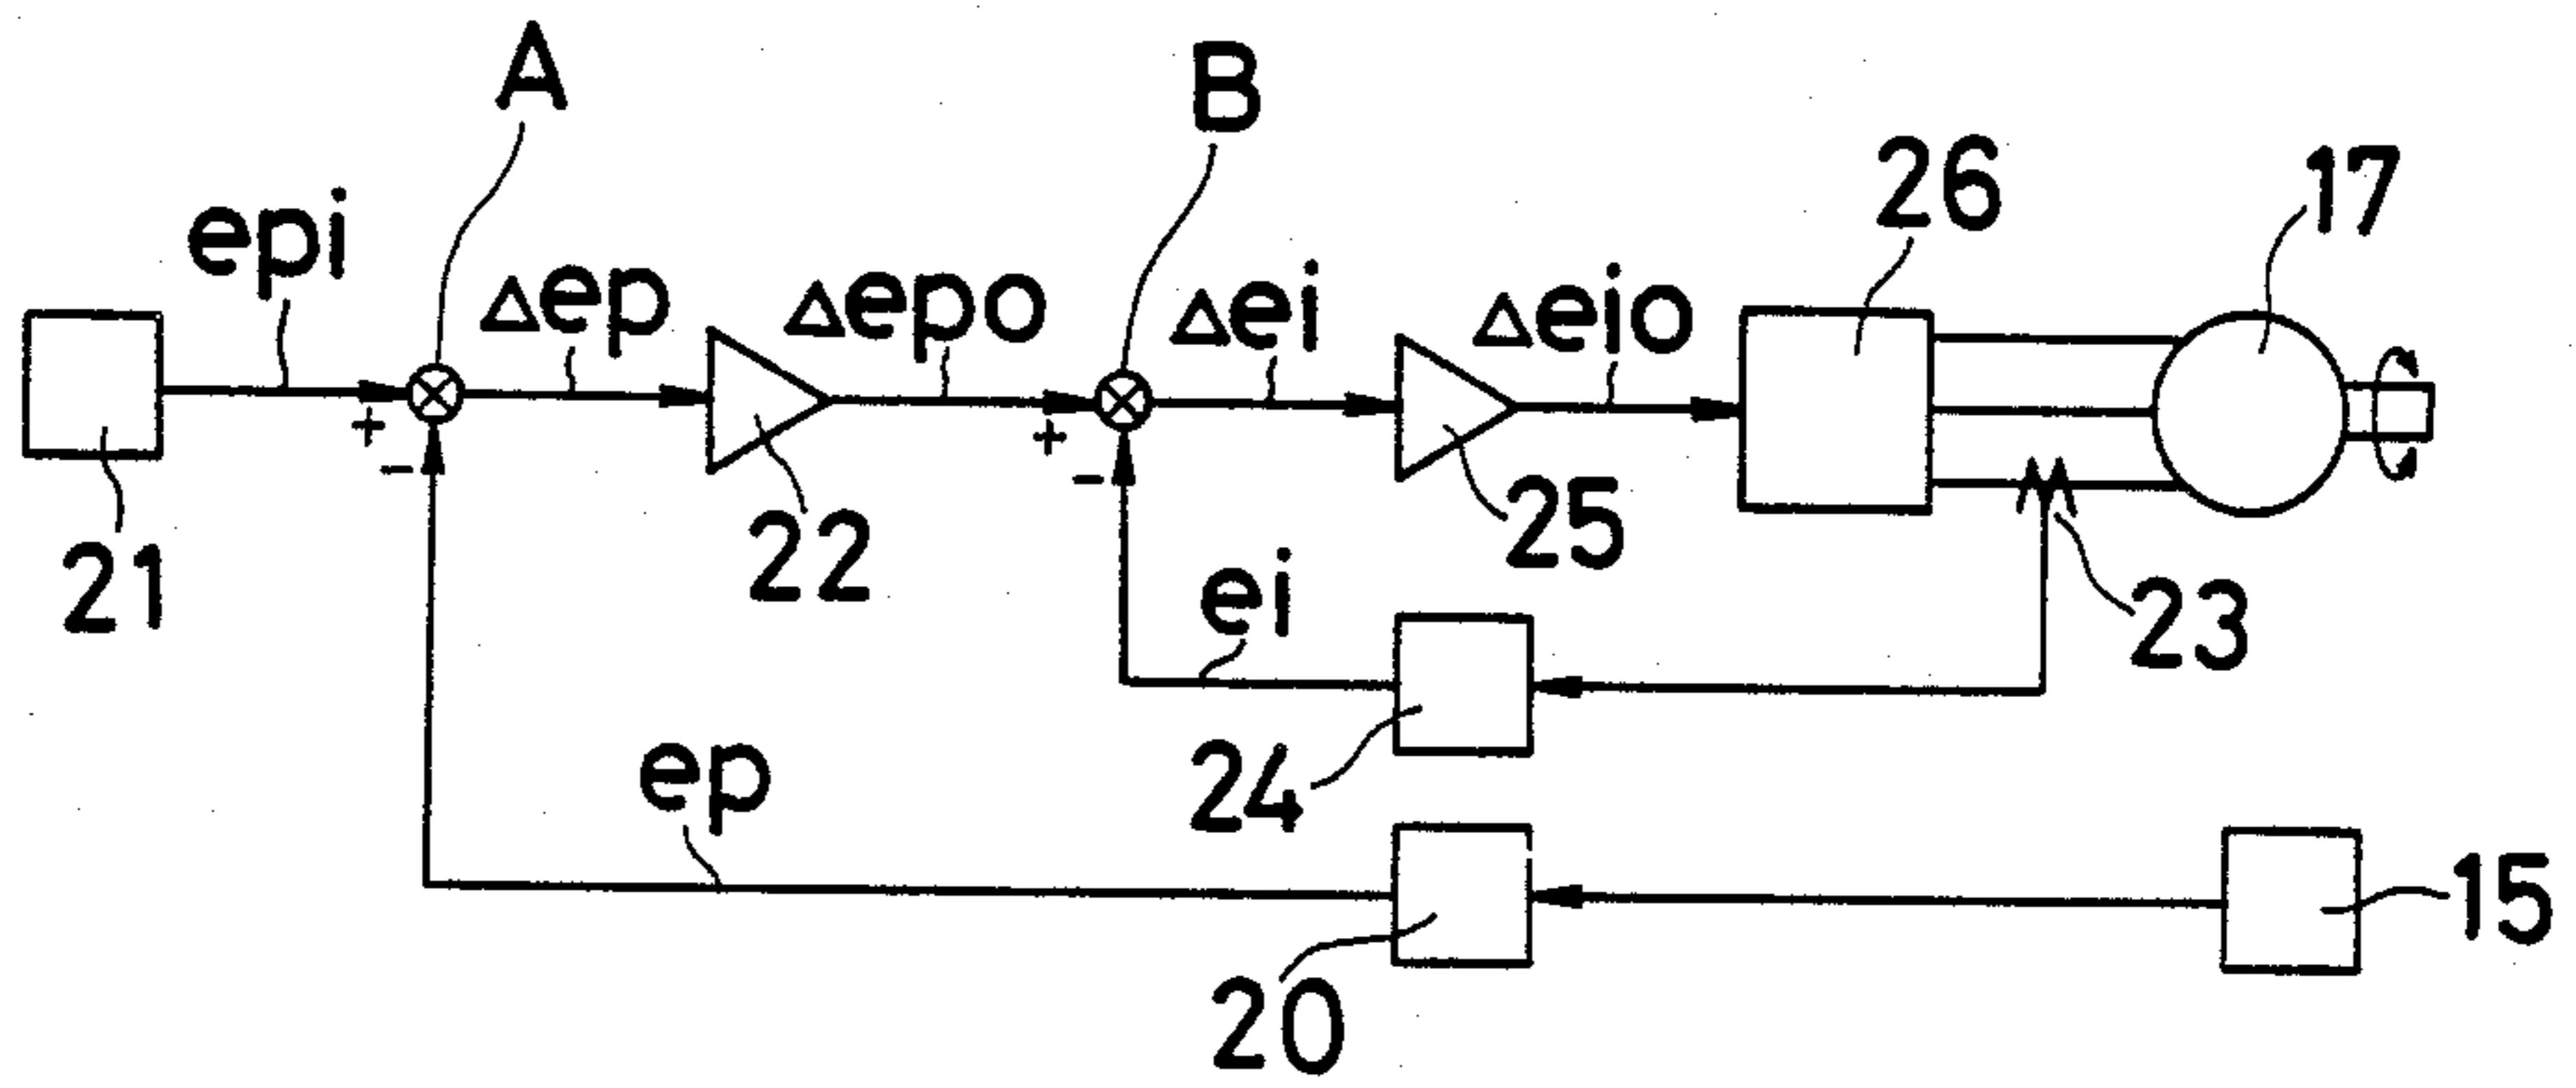 A
B
26
17
epi
Δep
Δepo
Δei
Δeio
+
-
+
-
21
22
25
23
ei
24
ep
20
15